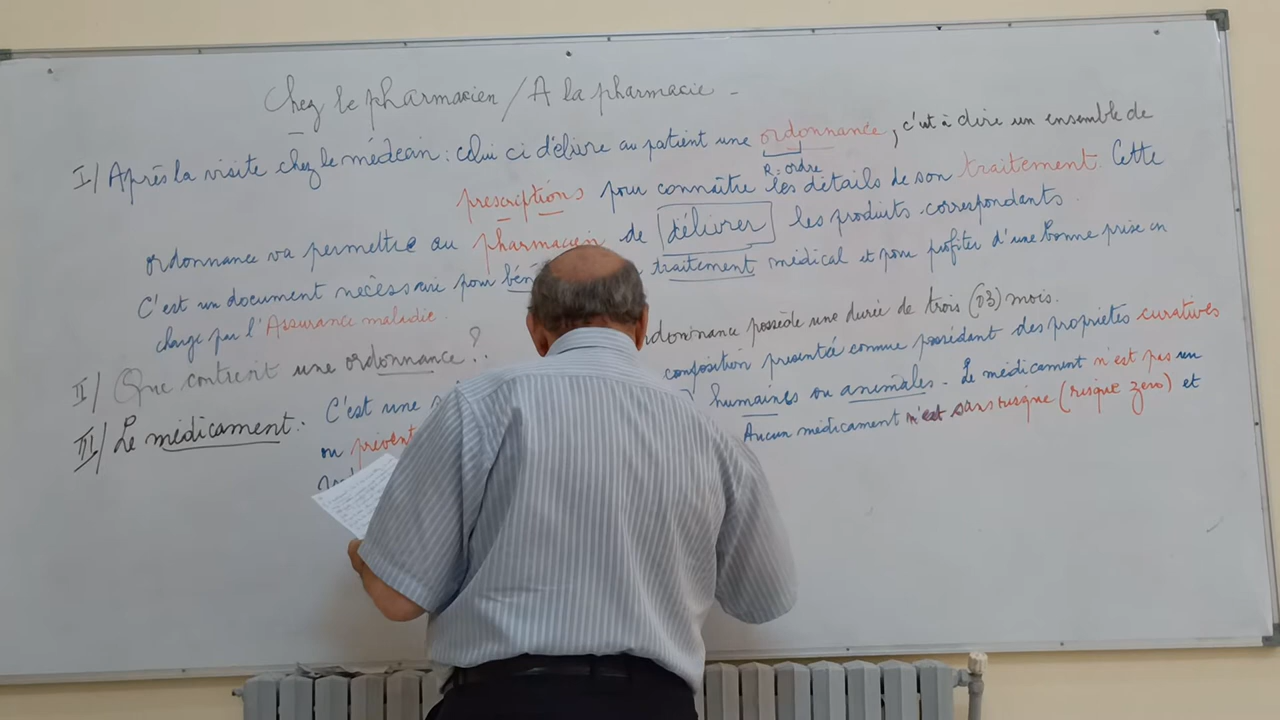 Chez le pharmacien / A la pharmacie -
I/ Après la visite chez le médecin : celui ci délivre au patient une ordonnance, c'est à dire un ensemble de
R: ordre
prescriptions pour connaître les détails de son traitement. Cette
ordonnance va permettre au pharmacien de délivrer les produits correspondants.
C'est un document nécessaire pour traitement médical et pour profiter d'une bonne prise en
charge par l'Assurance maladie.
II/ Que contient une ordonnance ? possède une durée de trois (03) mois.
III/ Le médicament : C'est une composition présentée comme possédant des propriétés curatives
ou humaines ou animales. Le médicament n'est pas un
Aucun médicament n'est sans risque (risque zero) et